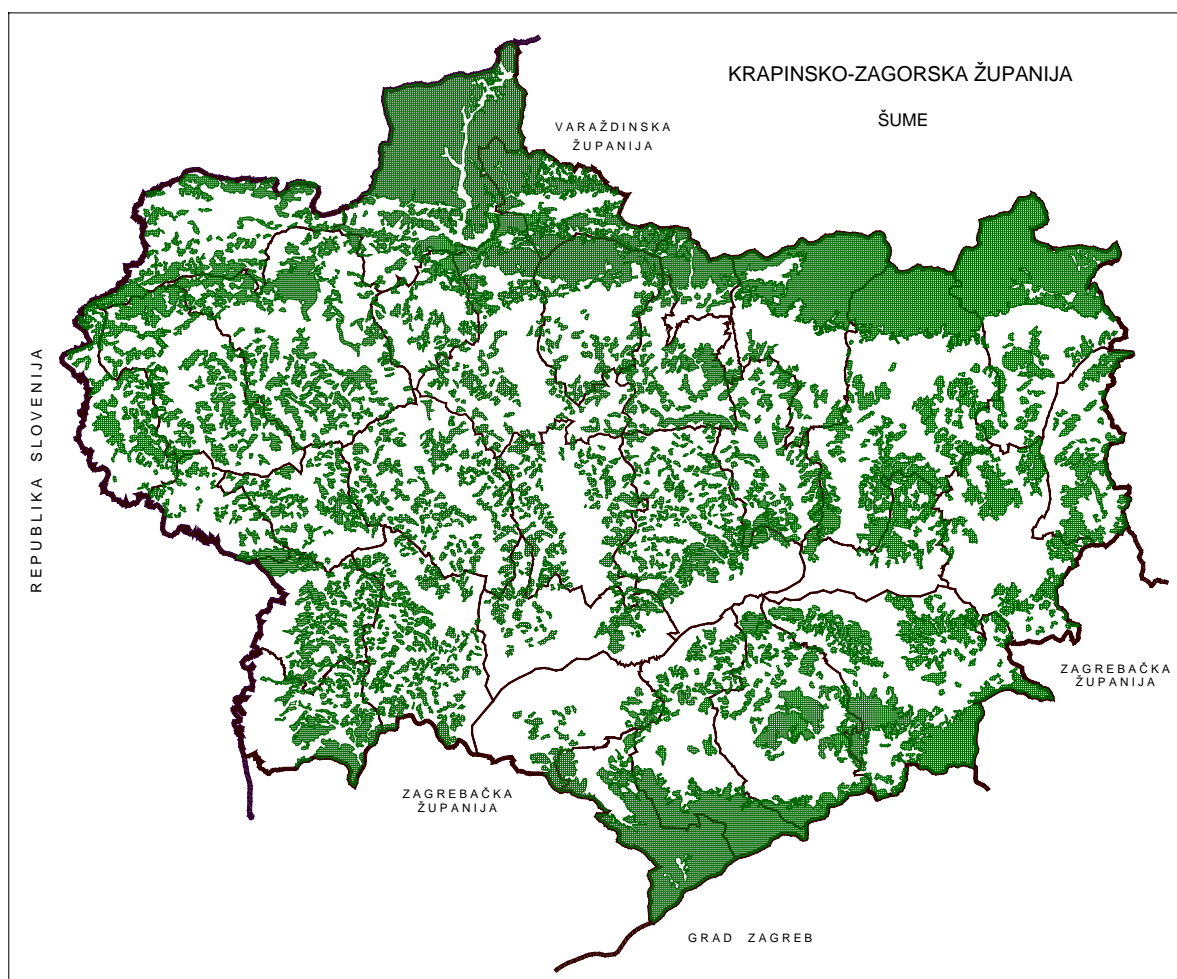 KRAPINSKO-ZAGORSKA ŽUPANIJA
ŠUME
VARAŽDINSKA
ŽUPANIJA
REPUBLIKA SLOVENIJA
ZAGREBAČKA
ŽUPANIJA
ZAGREBAČKA
ŽUPANIJA
GRAD ZAGREB